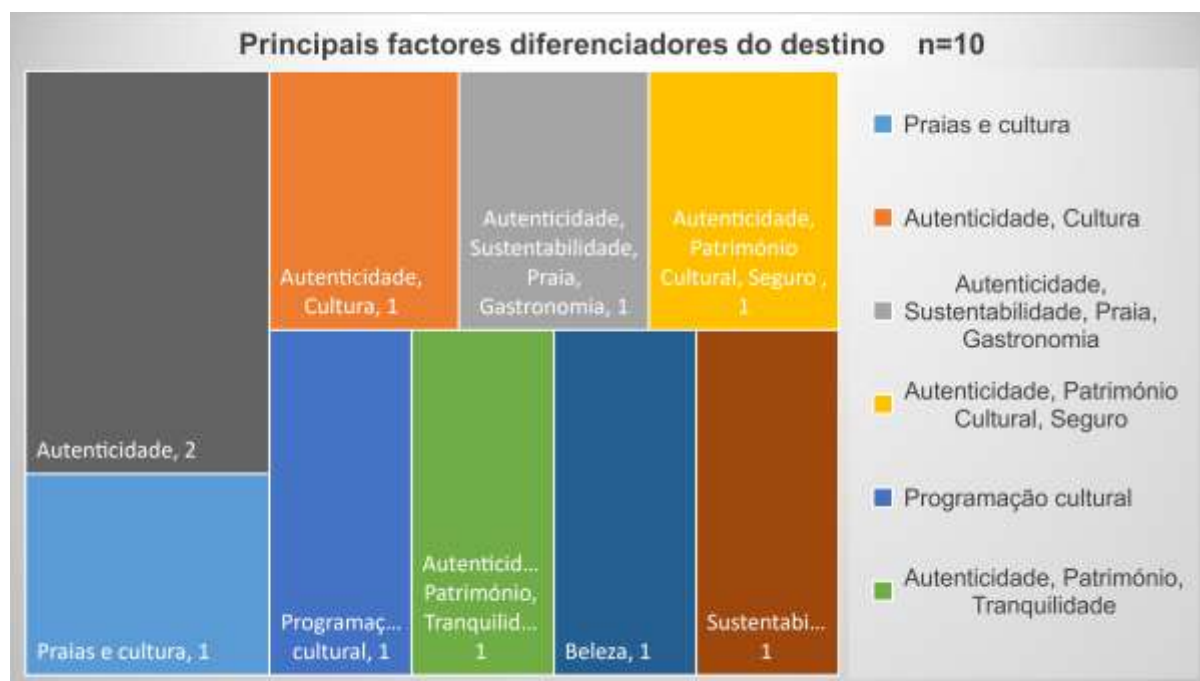 Principais factores diferenciadores do destino n=10
Autenticidade, 2
Praias e cultura, 1
Autenticidade,
Cultura, 1
Autenticidade,
Sustentabilidade,
Praia,
Gastronomia, 1
Autenticidade,
Património
Cultural, Seguro ,
1
Programaç...
cultural, 1
Autenticid...
Património,
Tranquilid...
1
Beleza, 1
Sustentabi...
1
Praias e cultura
Autenticidade, Cultura
Autenticidade,
Sustentabilidade, Praia,
Gastronomia
Autenticidade, Património
Cultural, Seguro
Programação cultural
Autenticidade, Património,
Tranquilidade